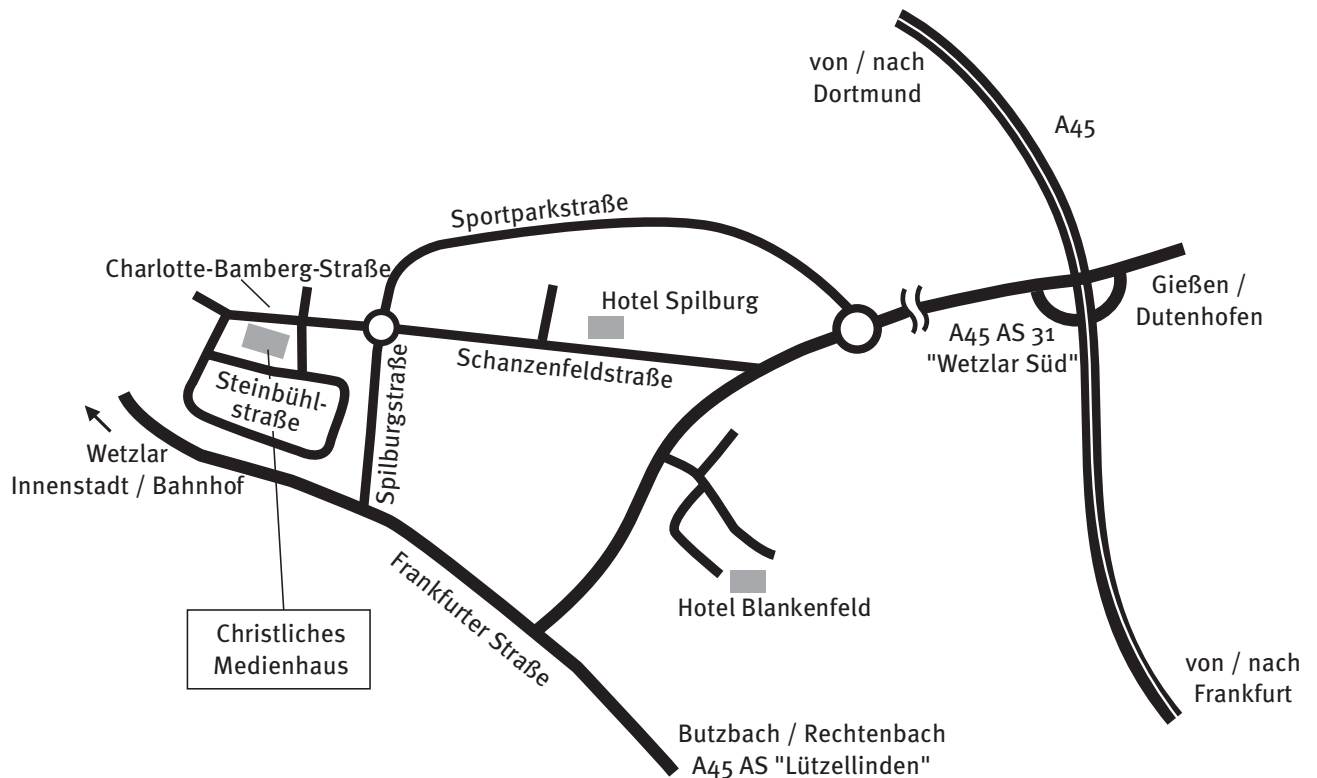 von / nach
Dortmund
A45
Sportparkstraße
Charlotte-Bamberg-Straße
Hotel Spilburg
Gießen /
Dutenhofen
A45 AS 31
"Wetzlar Süd"
Schanzenfeldstraße
Spilburgstraße
Steinbühl-
straße
Wetzlar
Innenstadt / Bahnhof
Frankfurter Straße
Hotel Blankenfeld
Christliches
Medienhaus
von / nach
Frankfurt
Butzbach / Rechtenbach
A45 AS "Lützellinden"